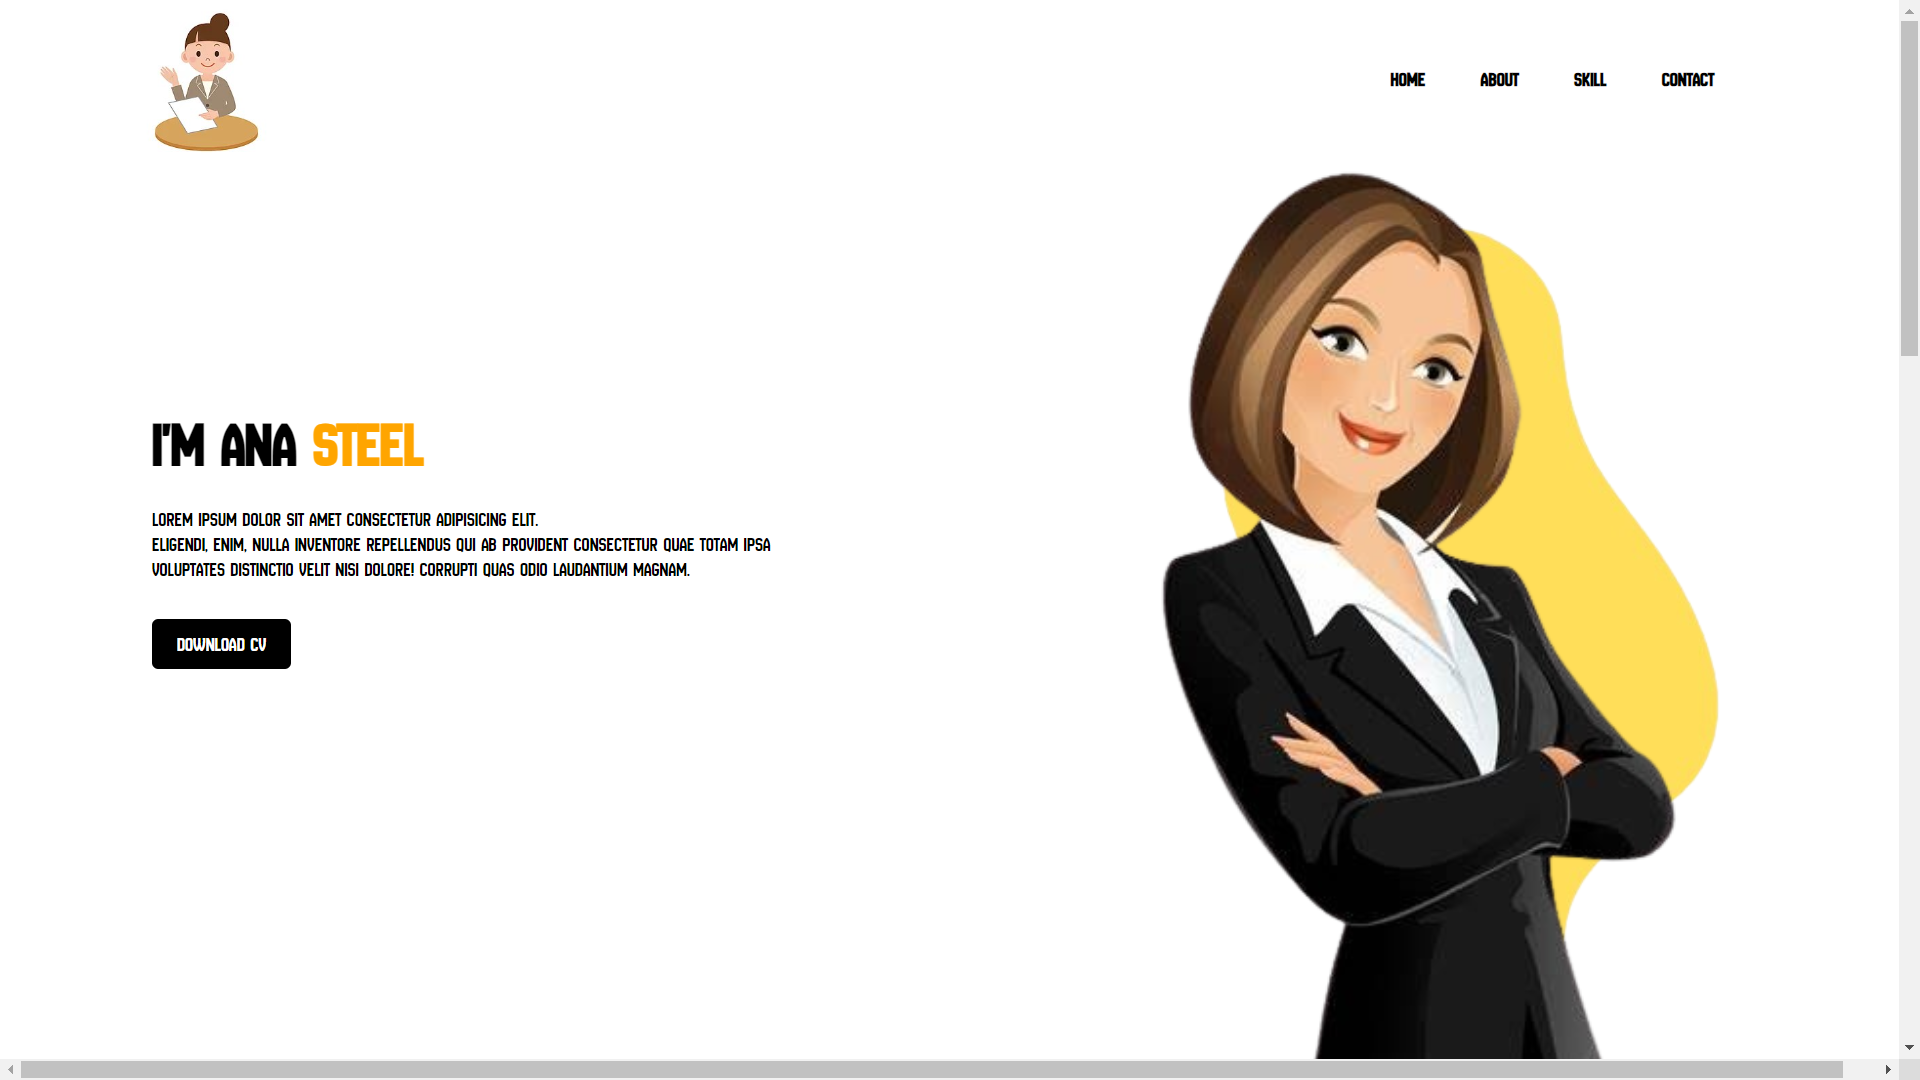 HOME ABOUT SKILL CONTACT
I'M ANA STEEL
LOREM IPSUM DOLOR SIT AMET CONSECTETUR ADIPISICING ELIT.
ELIGENDI, ENIM, NULLA INVENTORE REPELLENDUS QUI AB PROVIDENT CONSECTETUR QUAE TOTAM IPSA
VOLUPTATES DISTINCTIO VELIT NISI DOLORE! CORRUPTI QUAS ODIO LAUDANTIUM MAGNAM.
DOWNLOAD CV